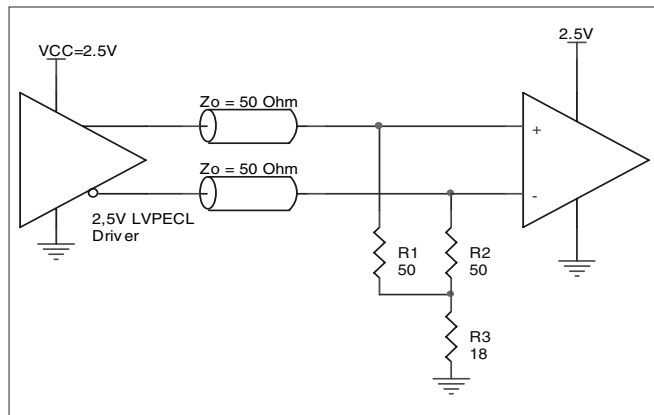 VCC=2.5V
2.5V
Zo = 50 Ohm
+
Zo = 50 Ohm
-
2,5V LVPECL
Driver
R1
50
R2
50
R3
18